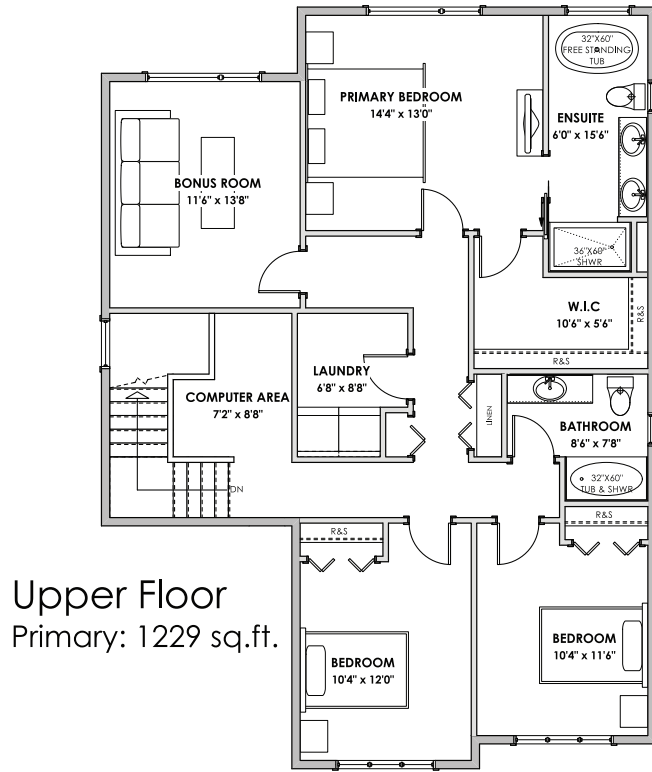 32"X60"
FREE STANDING
TUB
PRIMARY BEDROOM
14'4" x 13'0"
ENSUITE
6'0" x 15'6"
BONUS ROOM
11'6" x 13'8"
36"X60"
SHWR
W.I.C
10'6" x 5'6"
R&S
R&S
LAUNDRY
6'8" x 8'8"
COMPUTER AREA
7'2" x 8'8"
LINEN
BATHROOM
8'6" x 7'8"
32"X60"
TUB & SHWR
DN
R&S
R&S
Upper Floor
Primary: 1229 sq.ft.
BEDROOM
10'4" x 11'6"
BEDROOM
10'4" x 12'0"